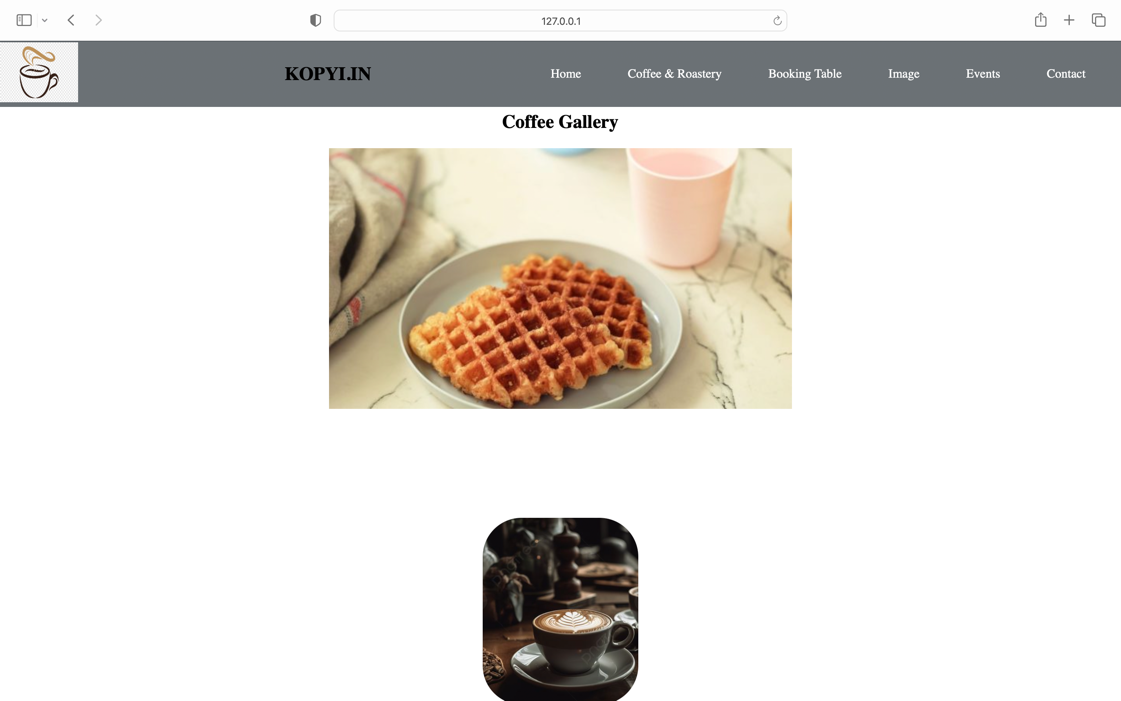 127.0.0.1
KOPYI.IN
Home
Coffee & Roastery
Booking Table
Image
Events
Contact
Coffee Gallery